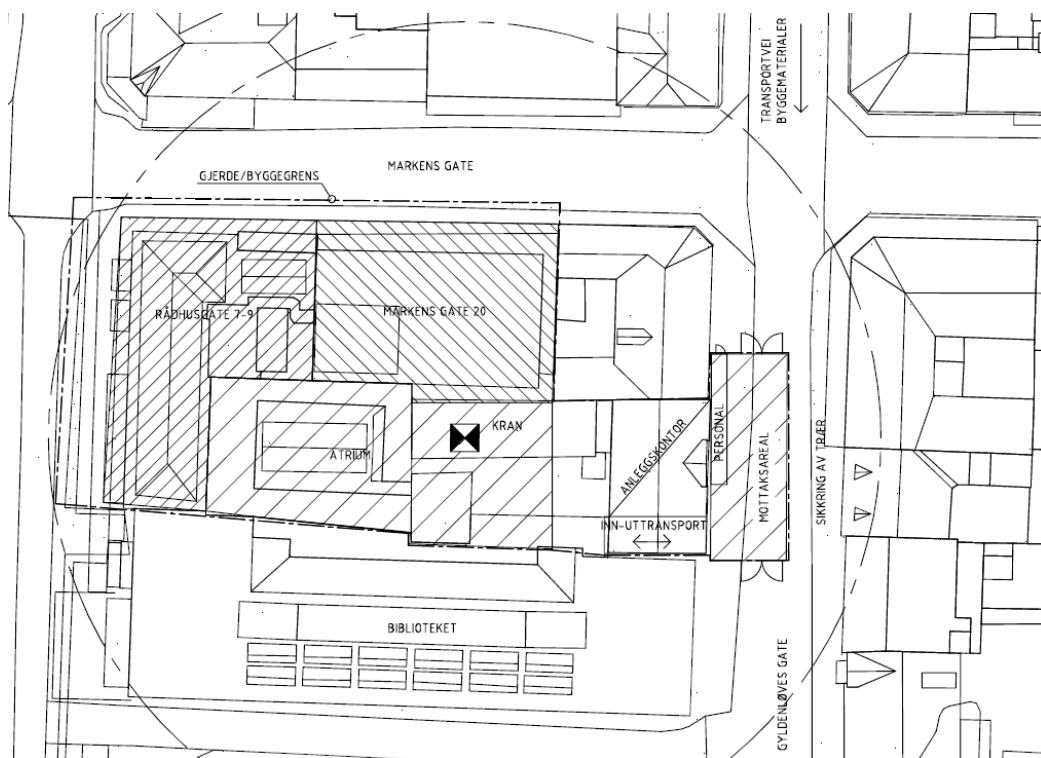 TRANSPORTVEI
BYGGEMATERIALER
MARKENS GATE
GJERDE/BYGGEGRENS
RÅDHUSGATE 7-9
MARKENS GATE 20
KRAN
ATRIUM
ANLEGGSKONTOR
PERSONAL
MOTTAKSAREAL
SIKKRING AV TRÆR
INN-UTTRANSPORT
BIBLIOTEKET
GYLDENLØVES GATE